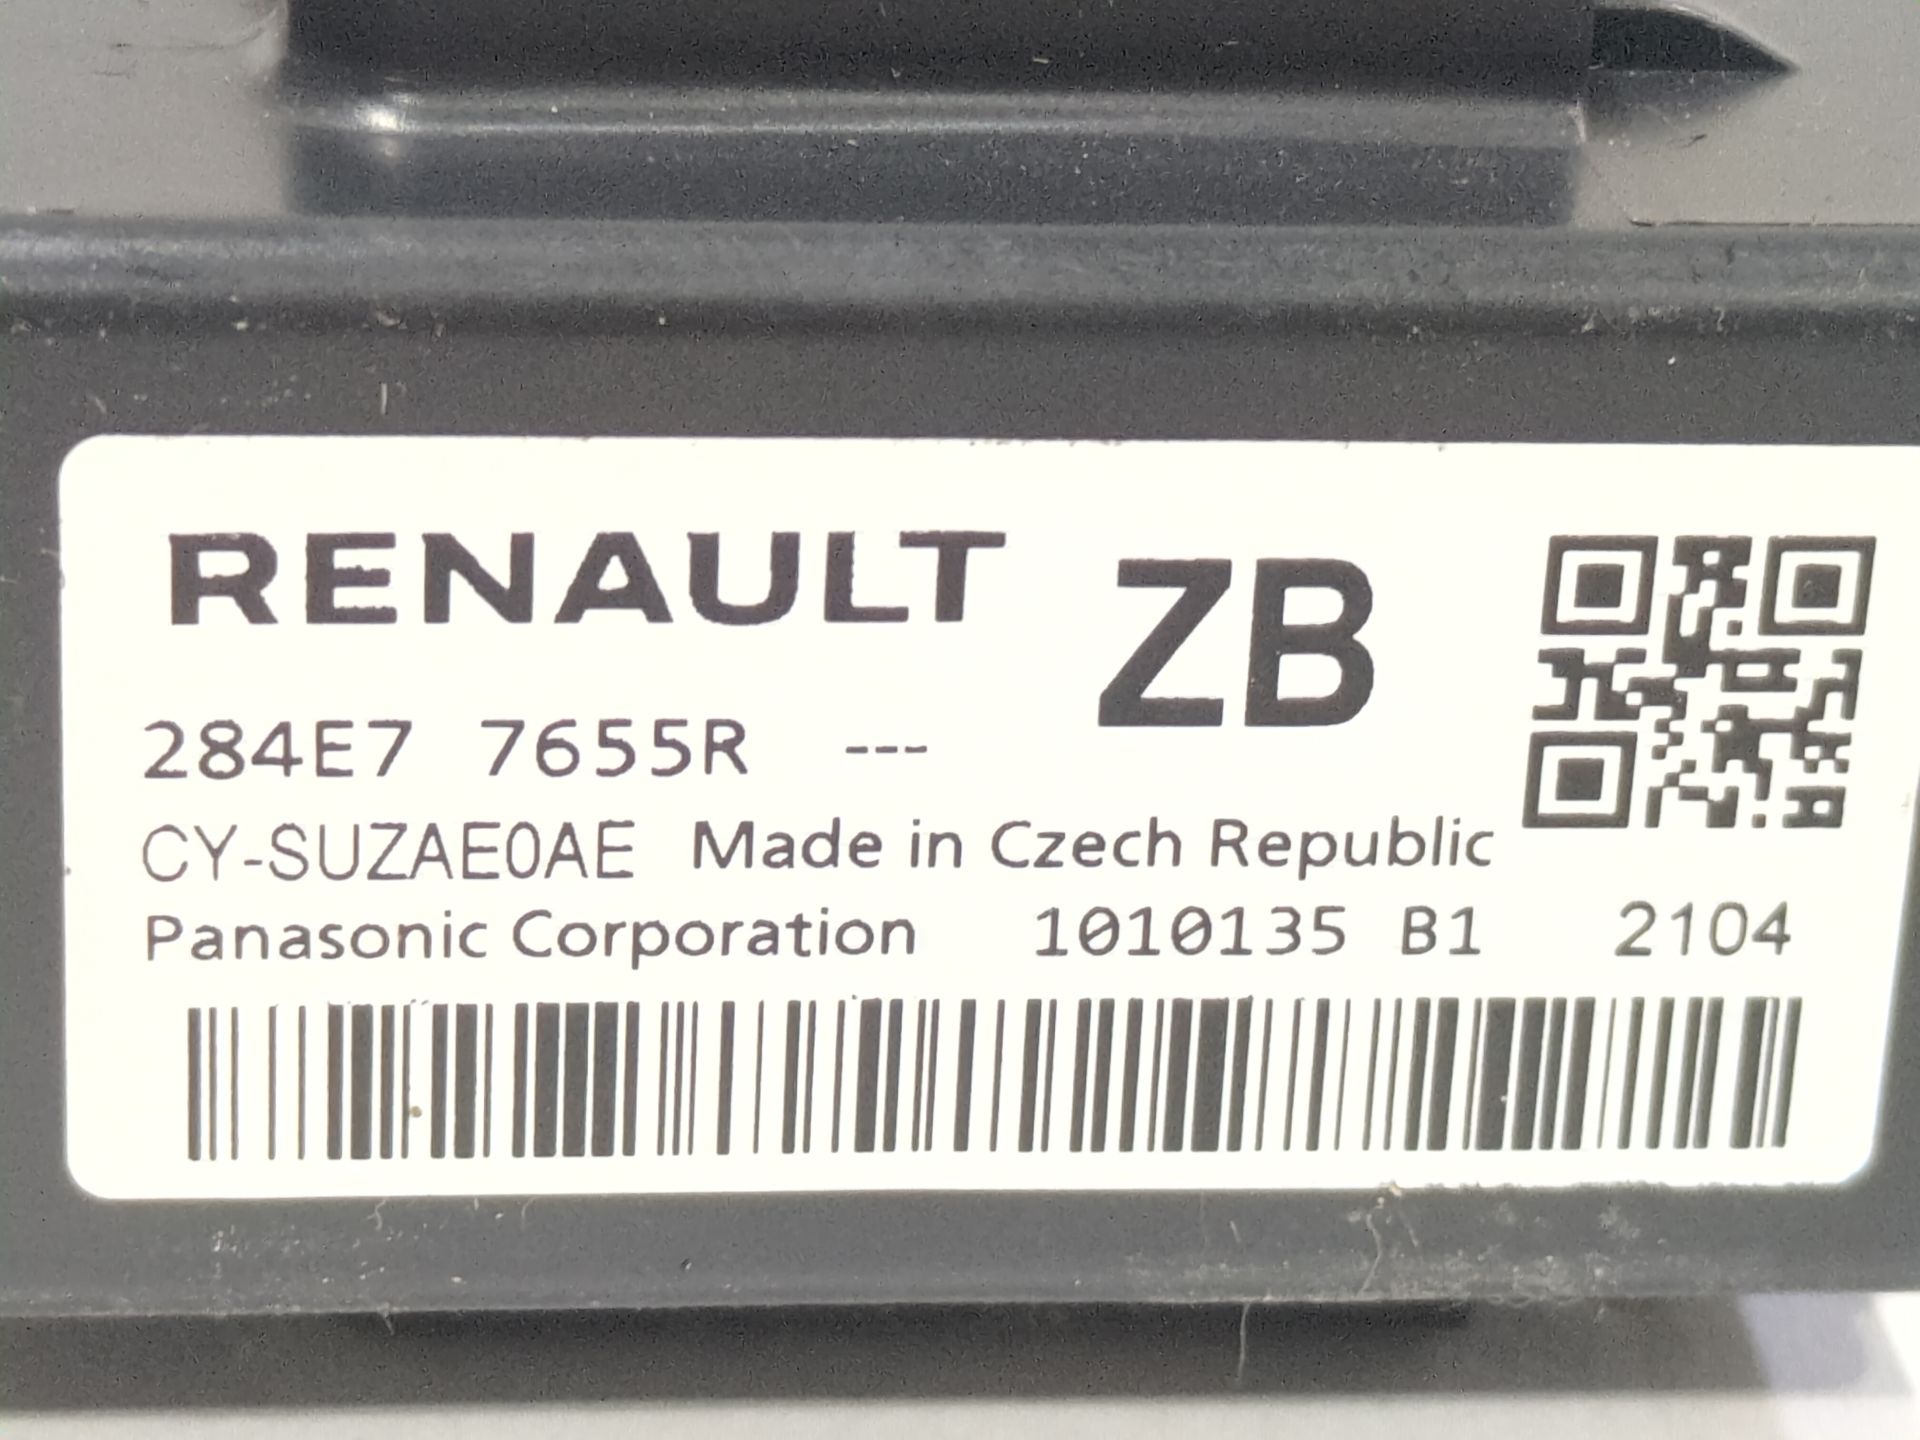 RENAULT ZB
284E7 7655R ---
CY-SUZAE0AE Made in Czech Republic
Panasonic Corporation 1010135 B1 2104